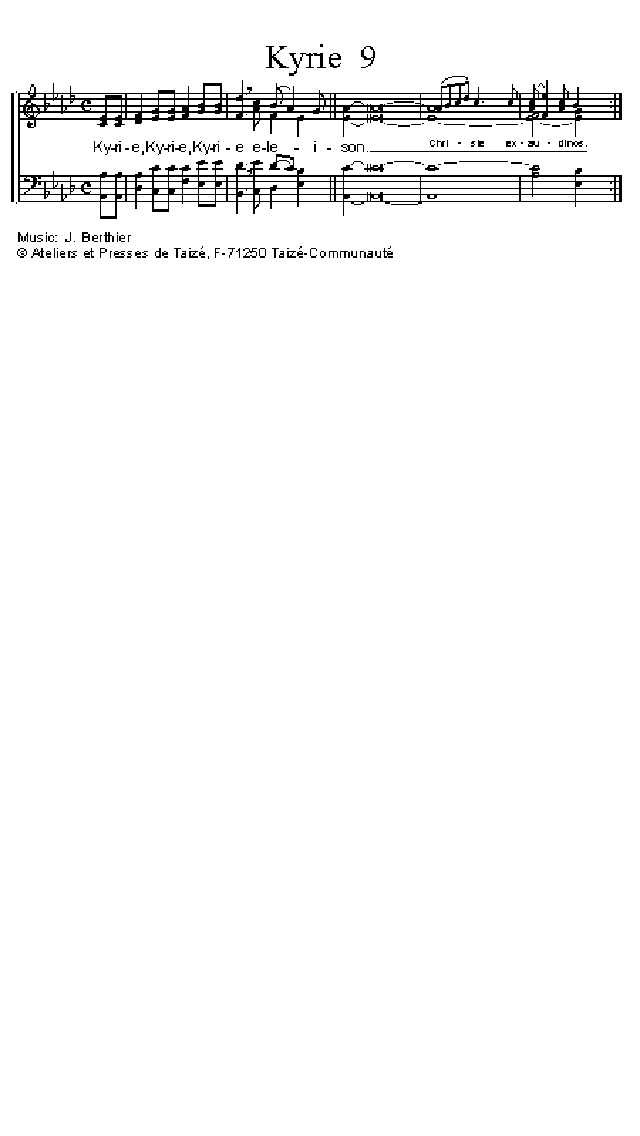 Kyrie 9
Ky-ri-e, Ky-ri-e, Ky-ri-e e-le-i-son. Chri-ste ex-au-dinos.
Music: J. Berthier
© Ateliers et Presses de Taizé, F-71250 Taizé-Communauté